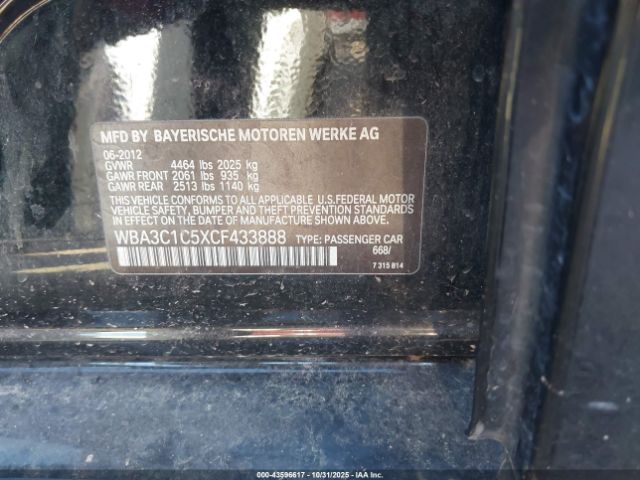 MFD BY BAYERISCHE MOTOREN WERKE AG
06-2012
GVWR 4464 lbs 2025 kg
GAWR FRONT 2061 lbs 935 kg
GAWR REAR 2513 lbs 1140 kg
THIS VEHICLE CONFORMS TO ALL APPLICABLE U.S.FEDERAL MOTOR
VEHICLE SAFETY, BUMPER AND THEFT PREVENTION STANDARDS
IN EFFECT ON THE DATE OF MANUFACTURE SHOWN ABOVE.
WBA3C1C5XCF433888 TYPE: PASSENGER CAR
668/
7 315 814
000-43596617 - 10/31/2025 - IAA Inc.